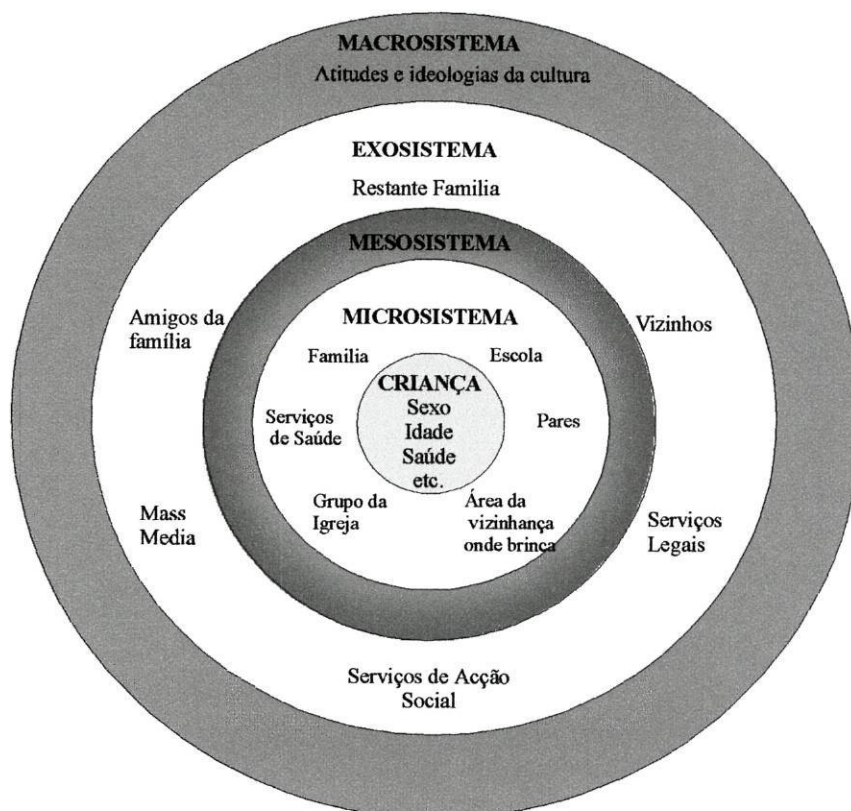 MACROSISTEMA
Atitudes e ideologias da cultura
EXOSISTEMA
Restante Familia
MESOSISTEMA
Amigos da
família
Vizinhos
MICROSISTEMA
Familia
Escola
CRIANÇA
Sexo
Idade
Saúde
etc.
Serviços
de Saúde
Pares
Grupo da
Igreja
Área da
vizinhança
onde brinca
Mass
Media
Serviços
Legais
Serviços de Acção
Social